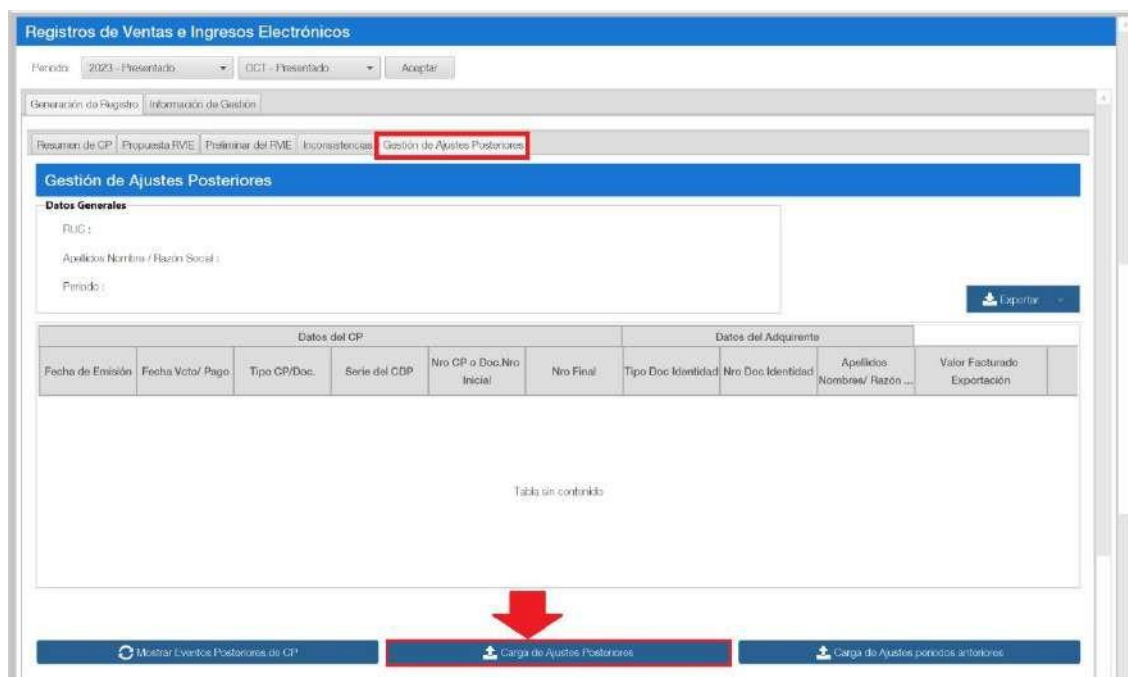 Registros de Ventas e Ingresos Electrónicos
Periodo: 2023 - Presentado OCT - Presentado Aceptar
Generación de Registro Información de Gestión
Resumen de CP Propuesta RVIE Preliminar del RVIE Inconsistencias Gestión de Ajustes Posteriores
Gestión de Ajustes Posteriores
Datos Generales
RUC :
Apellidos Nombre / Razón Social :
Periodo :
Exportar
Datos del CP Datos del Adquirente
Fecha de Emisión Fecha Vcto/ Pago Tipo CP/Doc. Serie del CDP Nro CP o Doc.Nro Inicial Nro Final Tipo Doc Identidad Nro Doc Identidad Apellidos Nombres/ Razón ... Valor Facturado Exportación
Tabla sin contenido
Mostrar Eventos Posteriores de CP Carga de Ajustes Posteriores Carga de Ajustes periodos anteriores